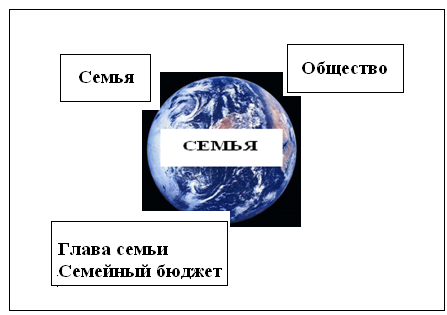 Семья
Общество
СЕМЬЯ
Глава семьи
.Семейный бюджет